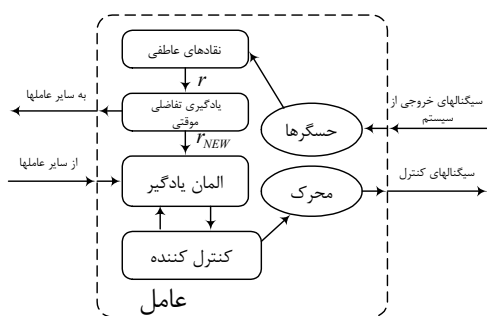 نقادهای عاطفی
r
به سایر عاملها
یادگیری تفاضلی
موقتی
سیگنالهای خروجی از
سیستم
حسگرها
r_NEW
از سایر عاملها
المان یادگیر
سیگنالهای کنترل
محرک
کنترل کننده
عامل